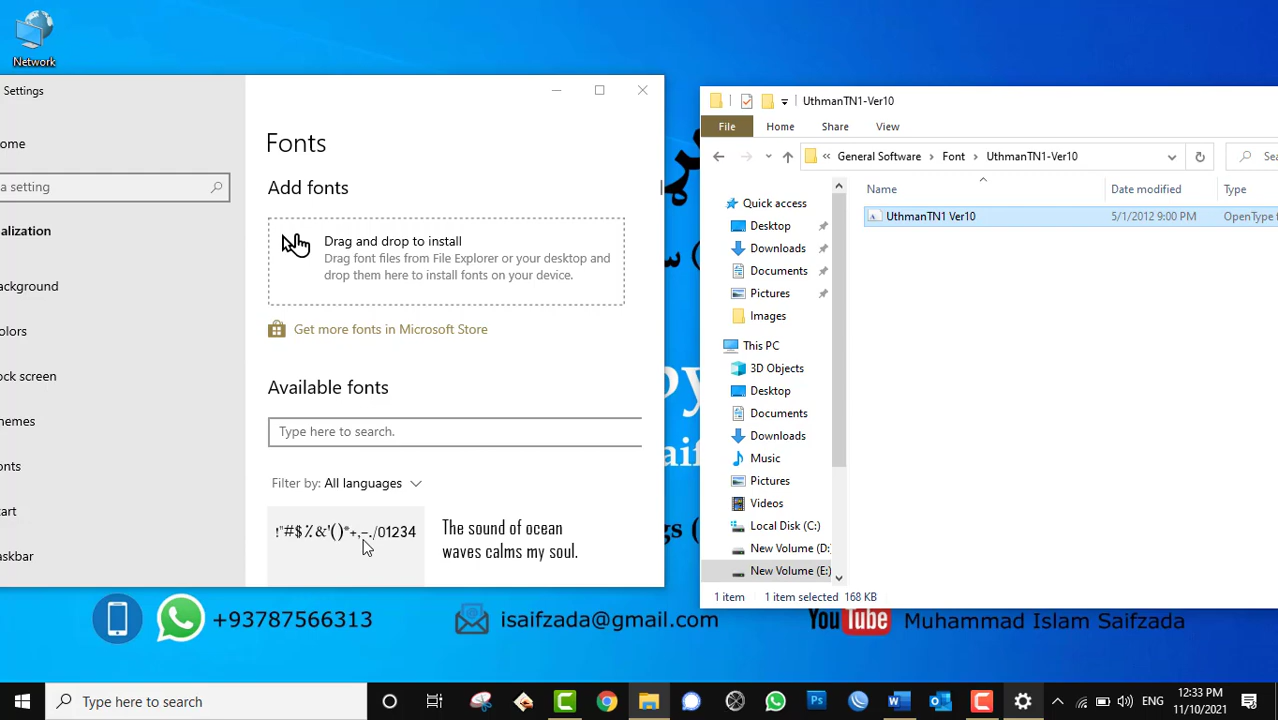 Network
Settings
UthmanTN1-Ver10
File
Home
Share
View
General Software
Font
UthmanTN1-Ver10
Name
Date modified
Type
Quick access
UthmanTN1 Ver10
5/1/2012 9:00 PM
OpenType f
Desktop
Downloads
Documents
Pictures
Images
This PC
3D Objects
Desktop
Documents
Downloads
Music
Pictures
Videos
Local Disk (C:)
New Volume (D:
New Volume (E:)
1 item
1 item selected 168 KB
ome
a setting
alization
ackground
olors
ock screen
emes
onts
art
askbar
Fonts
Add fonts
Drag and drop to install
Drag font files from File Explorer or your desktop and
drop them here to install fonts on your device.
Get more fonts in Microsoft Store
Available fonts
Type here to search.
Filter by: All languages
!"#$%&'()*+,-./01234
The sound of ocean
waves calms my soul.
+93787566313
isaifzada@gmail.com
YouTube
Muhammad Islam Saifzada
Type here to search
ENG
12:33 PM
11/10/2021